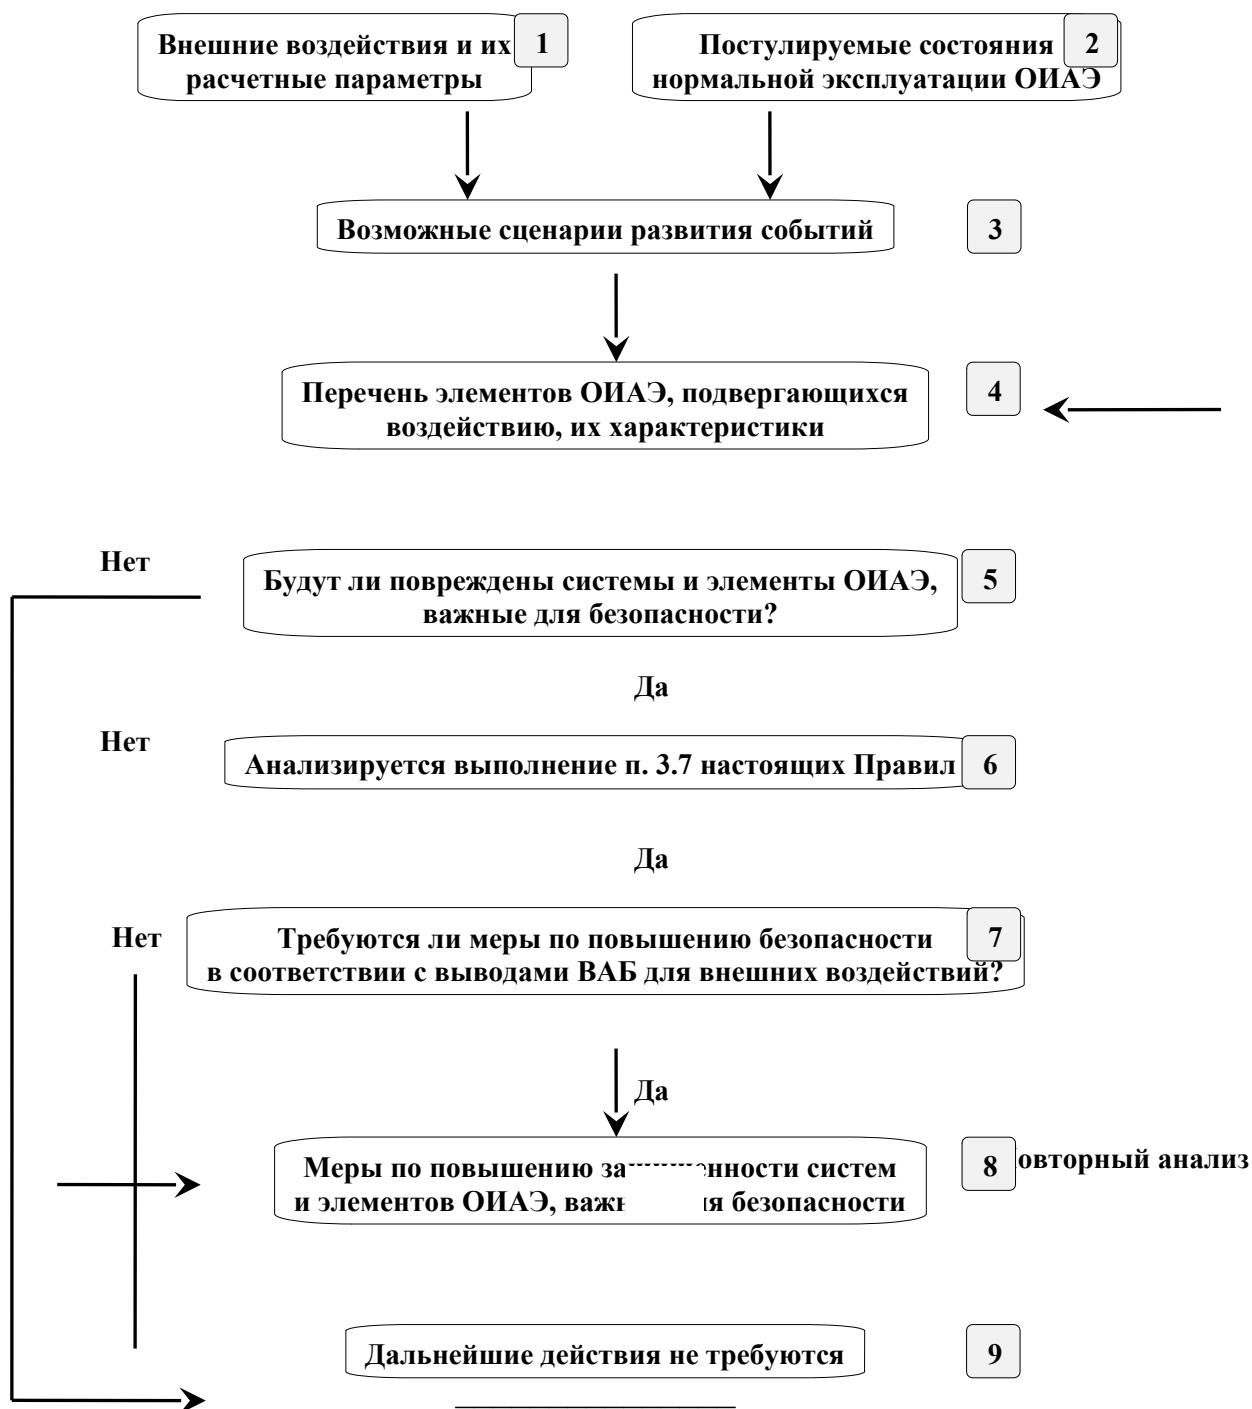 Внешние воздействия и их
расчетные параметры
1
Постулируемые состояния
нормальной эксплуатации ОИАЭ
2
Возможные сценарии развития событий
3
Перечень элементов ОИАЭ, подвергающихся
воздействию, их характеристики
4
Нет
Будут ли повреждены системы и элементы ОИАЭ,
важные для безопасности?
5
Да
Нет
Анализируется выполнение п. 3.7 настоящих Правил
6
Да
Нет
Требуются ли меры по повышению безопасности
в соответствии с выводами ВАБ для внешних воздействий?
7
Да
Меры по повышению систем
и элементов ОИАЭ, безопасности
8
овторный анализ
Дальнейшие действия не требуются
9